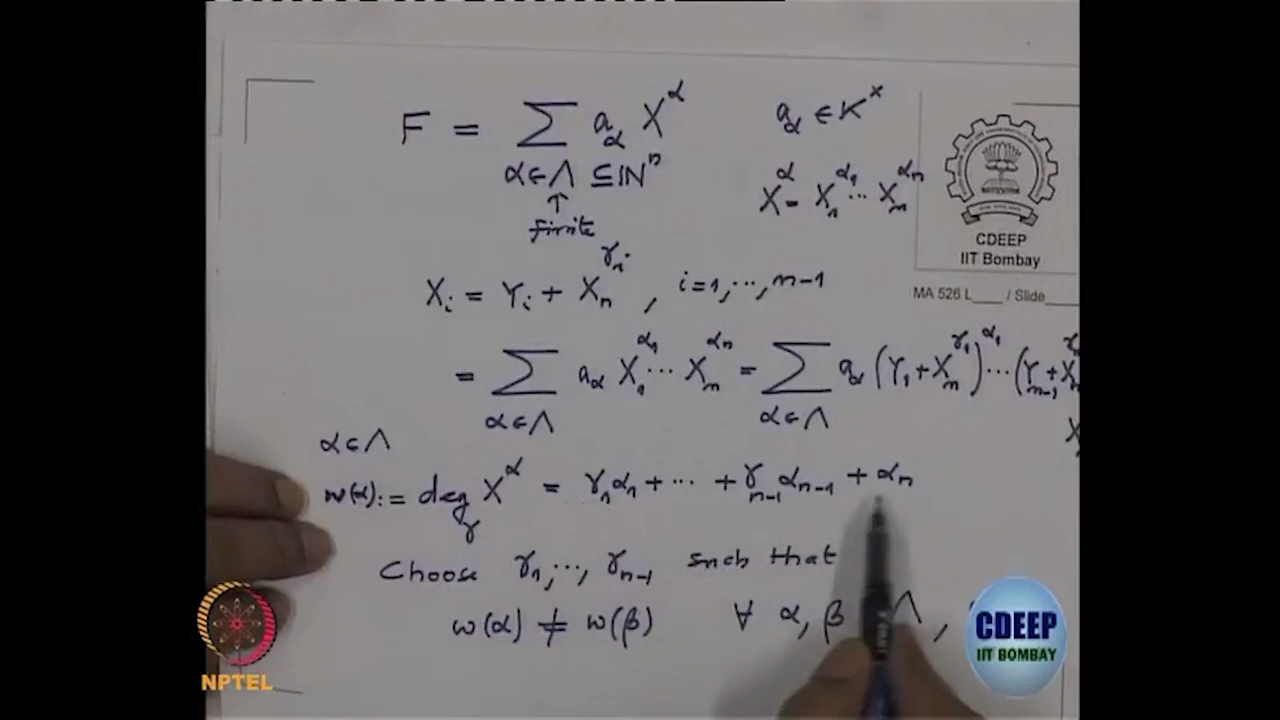 F = ∑ a_α X^α    a_α ∈ K^×
α ∈ Λ ⊆ ℕ^n    X^α = X_1^{α_1} ⋯ X_n^{α_n}
↑
finite
X_i = Y_i + X_n^{γ_i} , i=1,⋯,n-1
= ∑_{α∈Λ} a_α X_1^{α_1} ⋯ X_n^{α_n} = ∑_{α∈Λ} a_α (Y_1 + X_n^{γ_1})^{α_1} ⋯ (Y_{n-1} + X_n
α ∈ Λ
w(α) := deg_γ X^α = γ_1 α_1 + ⋯ + γ_{n-1} α_{n-1} + α_n
Choose γ_1, ⋯, γ_{n-1} such that
w(α) ≠ w(β)    ∀ α, β Λ ,
CDEEP
IIT Bombay
MA 526 L____ / Slide____
NPTEL
CDEEP
IIT BOMBAY